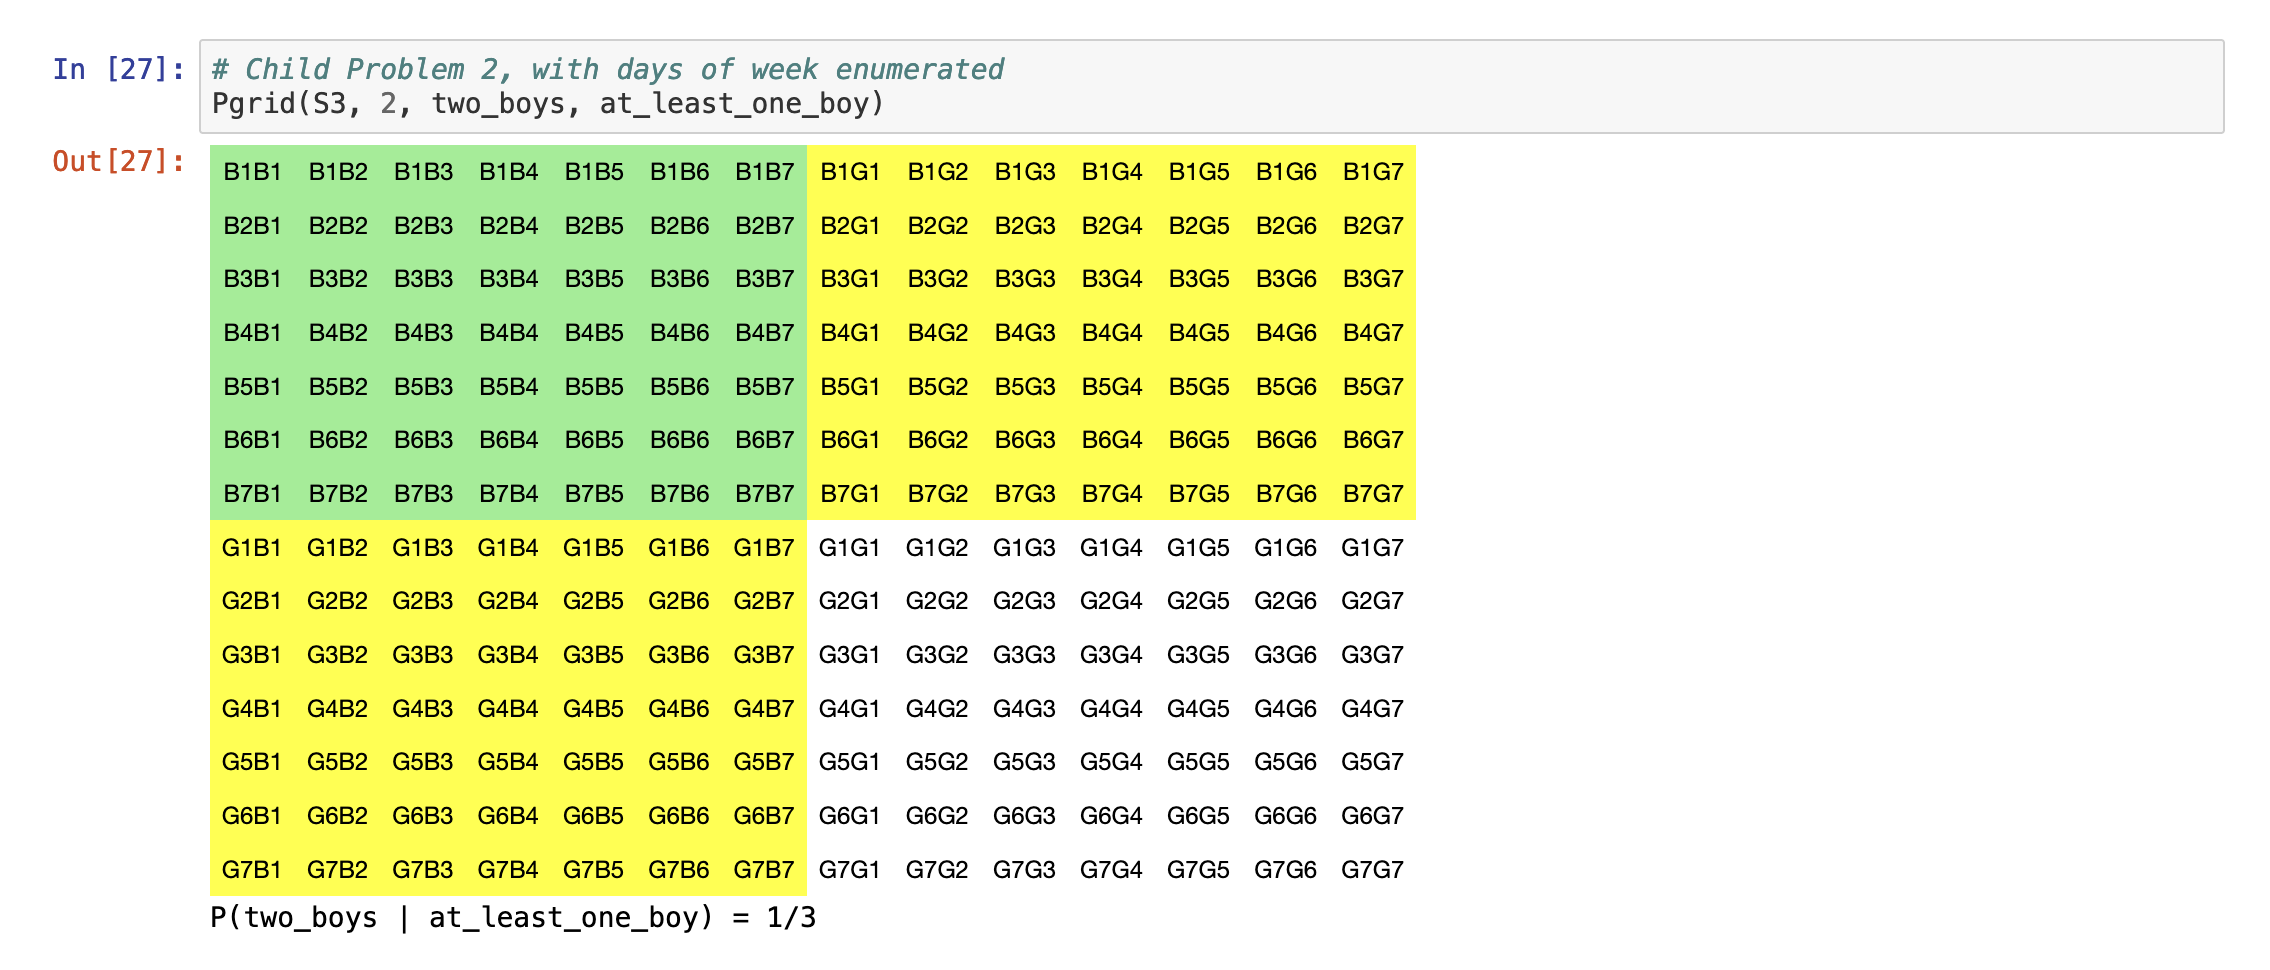 In [27]: # Child Problem 2, with days of week enumerated
Pgrid(S3, 2, two_boys, at_least_one_boy)
Out[27]: B1B1 B1B2 B1B3 B1B4 B1B5 B1B6 B1B7 B1G1 B1G2 B1G3 B1G4 B1G5 B1G6 B1G7
B2B1 B2B2 B2B3 B2B4 B2B5 B2B6 B2B7 B2G1 B2G2 B2G3 B2G4 B2G5 B2G6 B2G7
B3B1 B3B2 B3B3 B3B4 B3B5 B3B6 B3B7 B3G1 B3G2 B3G3 B3G4 B3G5 B3G6 B3G7
B4B1 B4B2 B4B3 B4B4 B4B5 B4B6 B4B7 B4G1 B4G2 B4G3 B4G4 B4G5 B4G6 B4G7
B5B1 B5B2 B5B3 B5B4 B5B5 B5B6 B5B7 B5G1 B5G2 B5G3 B5G4 B5G5 B5G6 B5G7
B6B1 B6B2 B6B3 B6B4 B6B5 B6B6 B6B7 B6G1 B6G2 B6G3 B6G4 B6G5 B6G6 B6G7
B7B1 B7B2 B7B3 B7B4 B7B5 B7B6 B7B7 B7G1 B7G2 B7G3 B7G4 B7G5 B7G6 B7G7
G1B1 G1B2 G1B3 G1B4 G1B5 G1B6 G1B7 G1G1 G1G2 G1G3 G1G4 G1G5 G1G6 G1G7
G2B1 G2B2 G2B3 G2B4 G2B5 G2B6 G2B7 G2G1 G2G2 G2G3 G2G4 G2G5 G2G6 G2G7
G3B1 G3B2 G3B3 G3B4 G3B5 G3B6 G3B7 G3G1 G3G2 G3G3 G3G4 G3G5 G3G6 G3G7
G4B1 G4B2 G4B3 G4B4 G4B5 G4B6 G4B7 G4G1 G4G2 G4G3 G4G4 G4G5 G4G6 G4G7
G5B1 G5B2 G5B3 G5B4 G5B5 G5B6 G5B7 G5G1 G5G2 G5G3 G5G4 G5G5 G5G6 G5G7
G6B1 G6B2 G6B3 G6B4 G6B5 G6B6 G6B7 G6G1 G6G2 G6G3 G6G4 G6G5 G6G6 G6G7
G7B1 G7B2 G7B3 G7B4 G7B5 G7B6 G7B7 G7G1 G7G2 G7G3 G7G4 G7G5 G7G6 G7G7
P(two_boys | at_least_one_boy) = 1/3